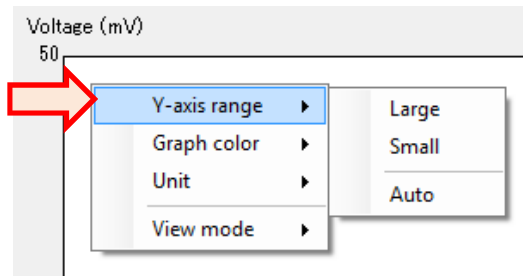 Voltage (mV)
50
Y-axis range
Large
Graph color
Small
Unit
Auto
View mode